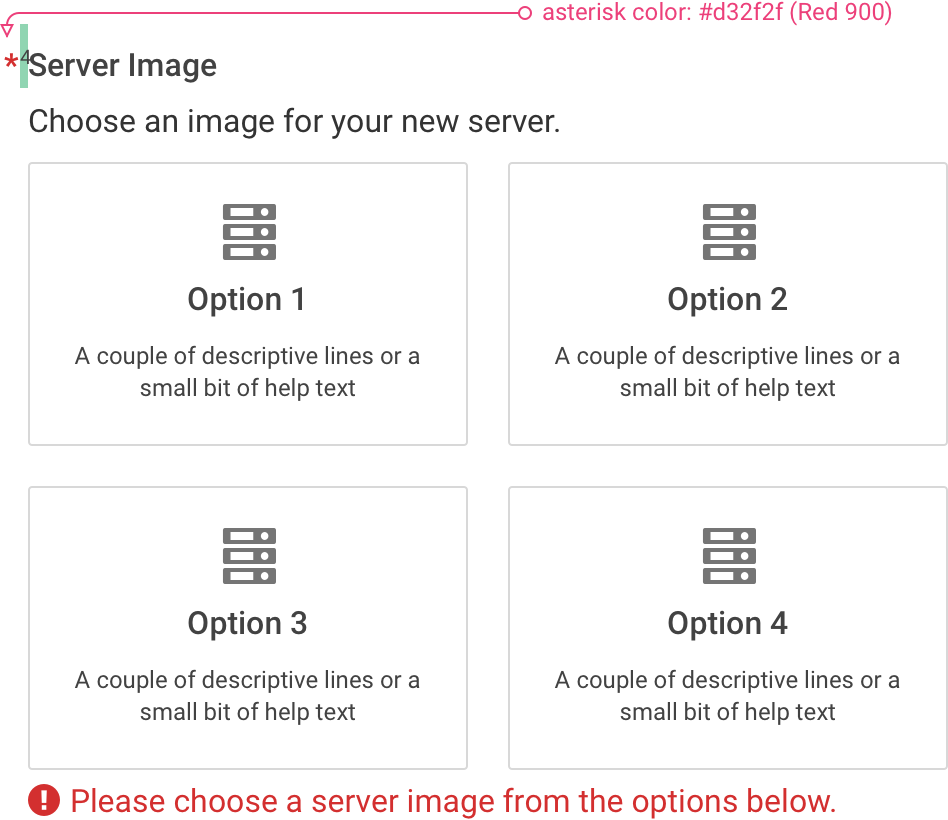 asterisk color: #d32f2f (Red 900)
*4Server Image
Choose an image for your new server.
Option 1
A couple of descriptive lines or a
small bit of help text
Option 2
A couple of descriptive lines or a
small bit of help text
Option 3
A couple of descriptive lines or a
small bit of help text
Option 4
A couple of descriptive lines or a
small bit of help text
Please choose a server image from the options below.